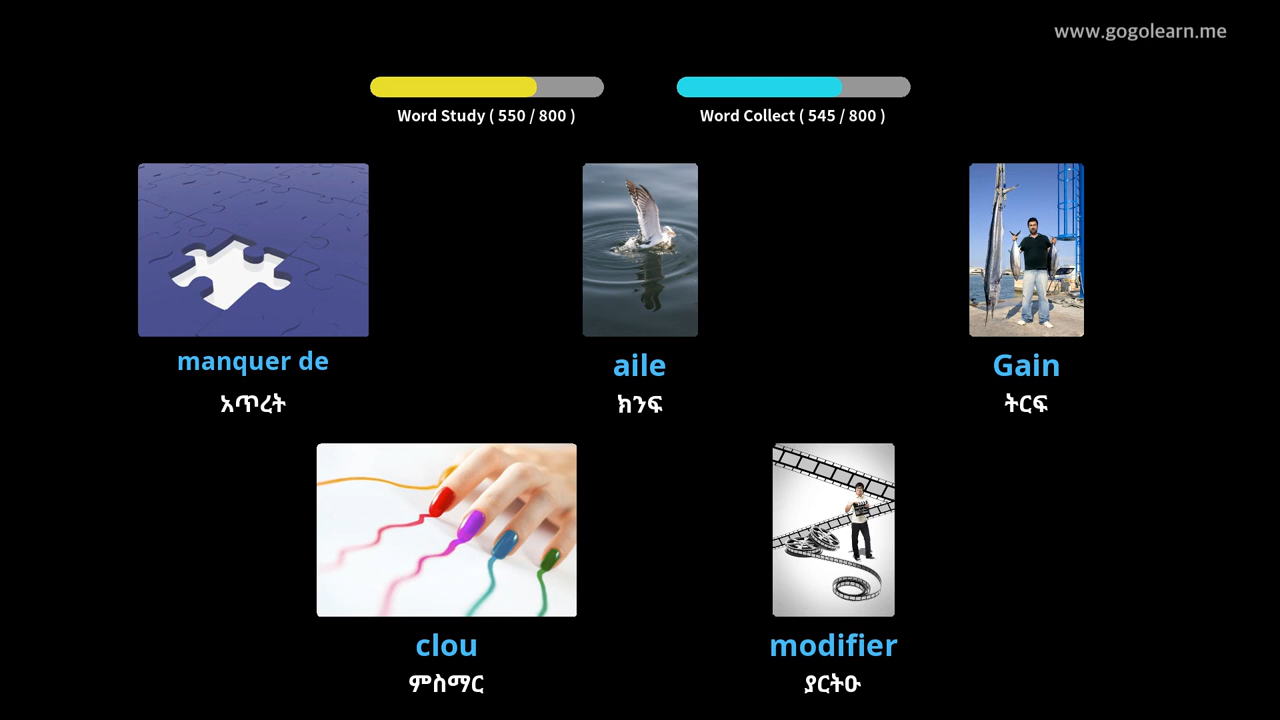 www.gogolearn.me
Word Study ( 550 / 800 )
Word Collect ( 545 / 800 )
manquer de
እጥረት
aile
ክንፍ
Gain
ትርፍ
clou
ምስማር
modifier
ያርትዑ